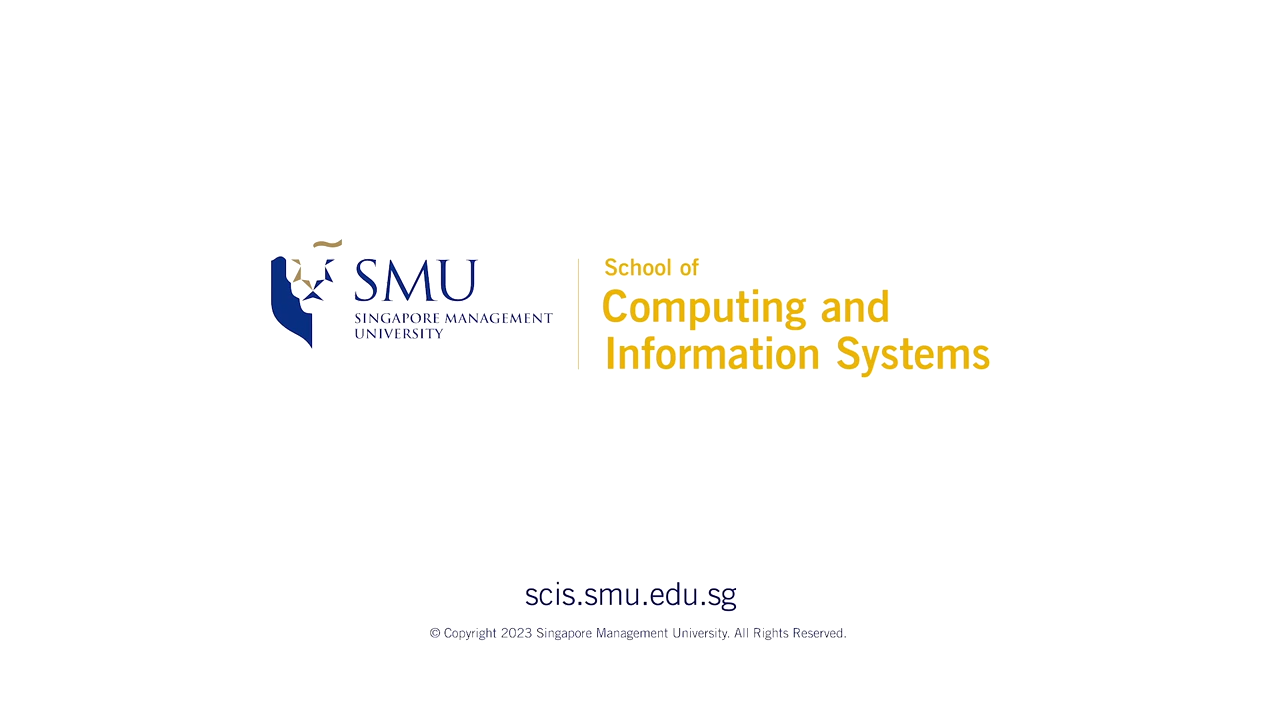 SMU
SINGAPORE MANAGEMENT
UNIVERSITY
School of
Computing and
Information Systems
scis.smu.edu.sg
© Copyright 2023 Singapore Management University. All Rights Reserved.